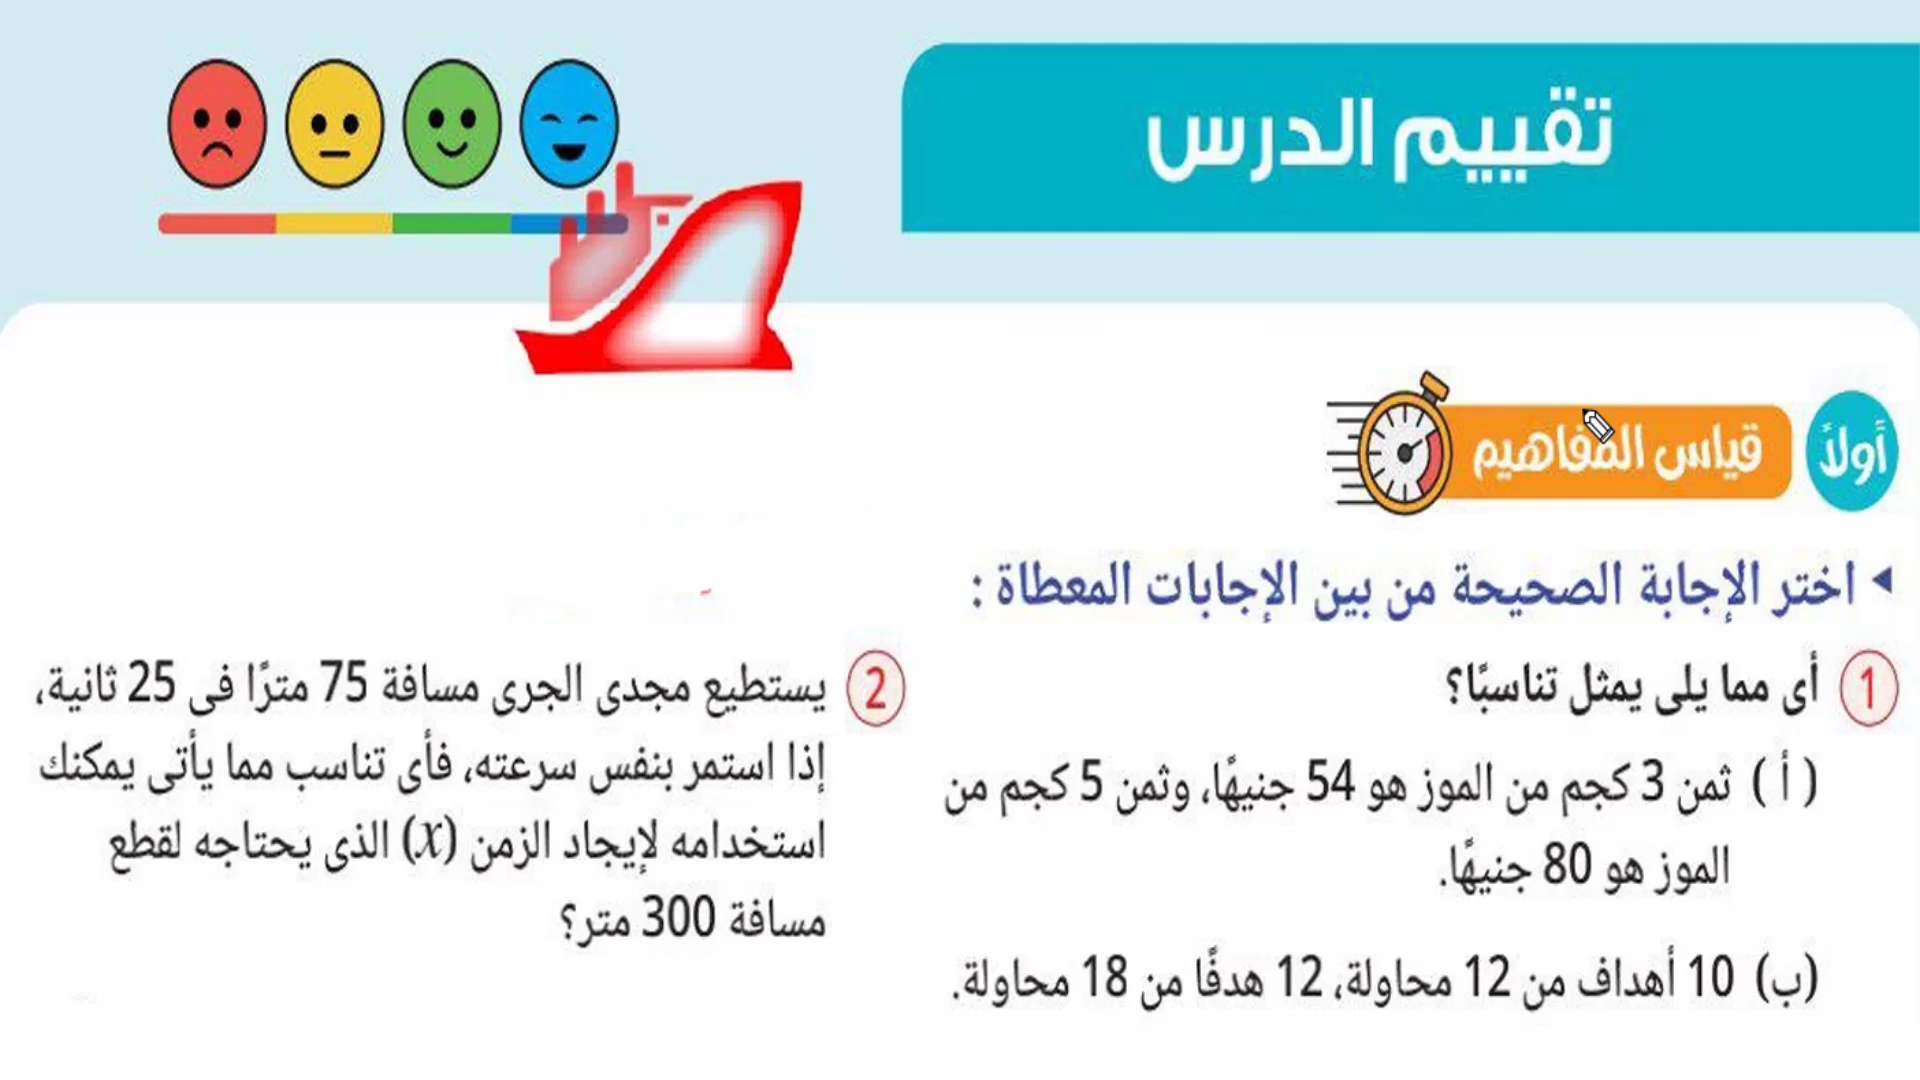 تقييم الدرس
أولاً
قياس المفاهيم
◂ اختر الإجابة الصحيحة من بين الإجابات المعطاة :
1 أى مما يلى يمثل تناسبًا؟
( أ ) ثمن 3 كجم من الموز هو 54 جنيهًا، وثمن 5 كجم من
الموز هو 80 جنيهًا.
(ب) 10 أهداف من 12 محاولة، 12 هدفًا من 18 محاولة.
2 يستطيع مجدى الجرى مسافة 75 مترًا فى 25 ثانية،
إذا استمر بنفس سرعته، فأى تناسب مما يأتى يمكنك
استخدامه لإيجاد الزمن (x) الذى يحتاجه لقطع
مسافة 300 متر؟